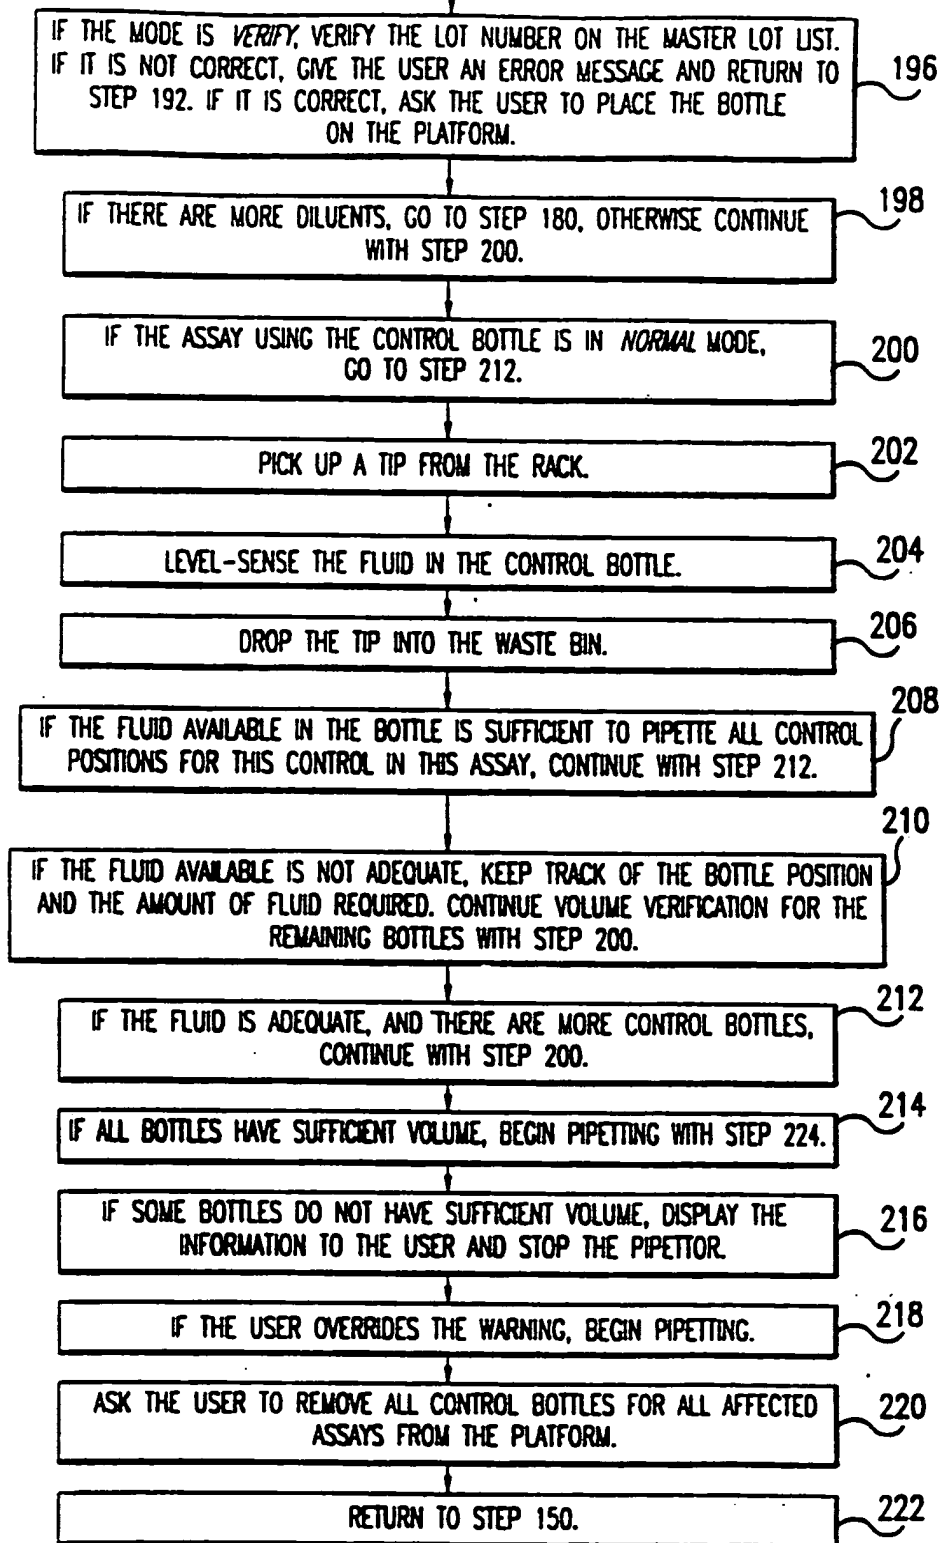 IF THE MODE IS VERIFY, VERIFY THE LOT NUMBER ON THE MASTER LOT LIST.
IF IT IS NOT CORRECT, GIVE THE USER AN ERROR MESSAGE AND RETURN TO
STEP 192. IF IT IS CORRECT, ASK THE USER TO PLACE THE BOTTLE
ON THE PLATFORM.
196
IF THERE ARE MORE DILUENTS, GO TO STEP 180, OTHERWISE CONTINUE
WITH STEP 200.
198
IF THE ASSAY USING THE CONTROL BOTTLE IS IN NORMAL MODE,
GO TO STEP 212.
200
PICK UP A TIP FROM THE RACK.
202
LEVEL-SENSE THE FLUID IN THE CONTROL BOTTLE.
204
DROP THE TIP INTO THE WASTE BIN.
206
IF THE FLUID AVAILABLE IN THE BOTTLE IS SUFFICIENT TO PIPETTE ALL CONTROL
POSITIONS FOR THIS CONTROL IN THIS ASSAY, CONTINUE WITH STEP 212.
208
IF THE FLUID AVAILABLE IS NOT ADEQUATE, KEEP TRACK OF THE BOTTLE POSITION
AND THE AMOUNT OF FLUID REQUIRED. CONTINUE VOLUME VERIFICATION FOR THE
REMAINING BOTTLES WITH STEP 200.
210
IF THE FLUID IS ADEQUATE, AND THERE ARE MORE CONTROL BOTTLES,
CONTINUE WITH STEP 200.
212
IF ALL BOTTLES HAVE SUFFICIENT VOLUME, BEGIN PIPETTING WITH STEP 224.
214
IF SOME BOTTLES DO NOT HAVE SUFFICIENT VOLUME, DISPLAY THE
INFORMATION TO THE USER AND STOP THE PIPETTOR.
216
IF THE USER OVERRIDES THE WARNING, BEGIN PIPETTING.
218
ASK THE USER TO REMOVE ALL CONTROL BOTTLES FOR ALL AFFECTED
ASSAYS FROM THE PLATFORM.
220
RETURN TO STEP 150.
222